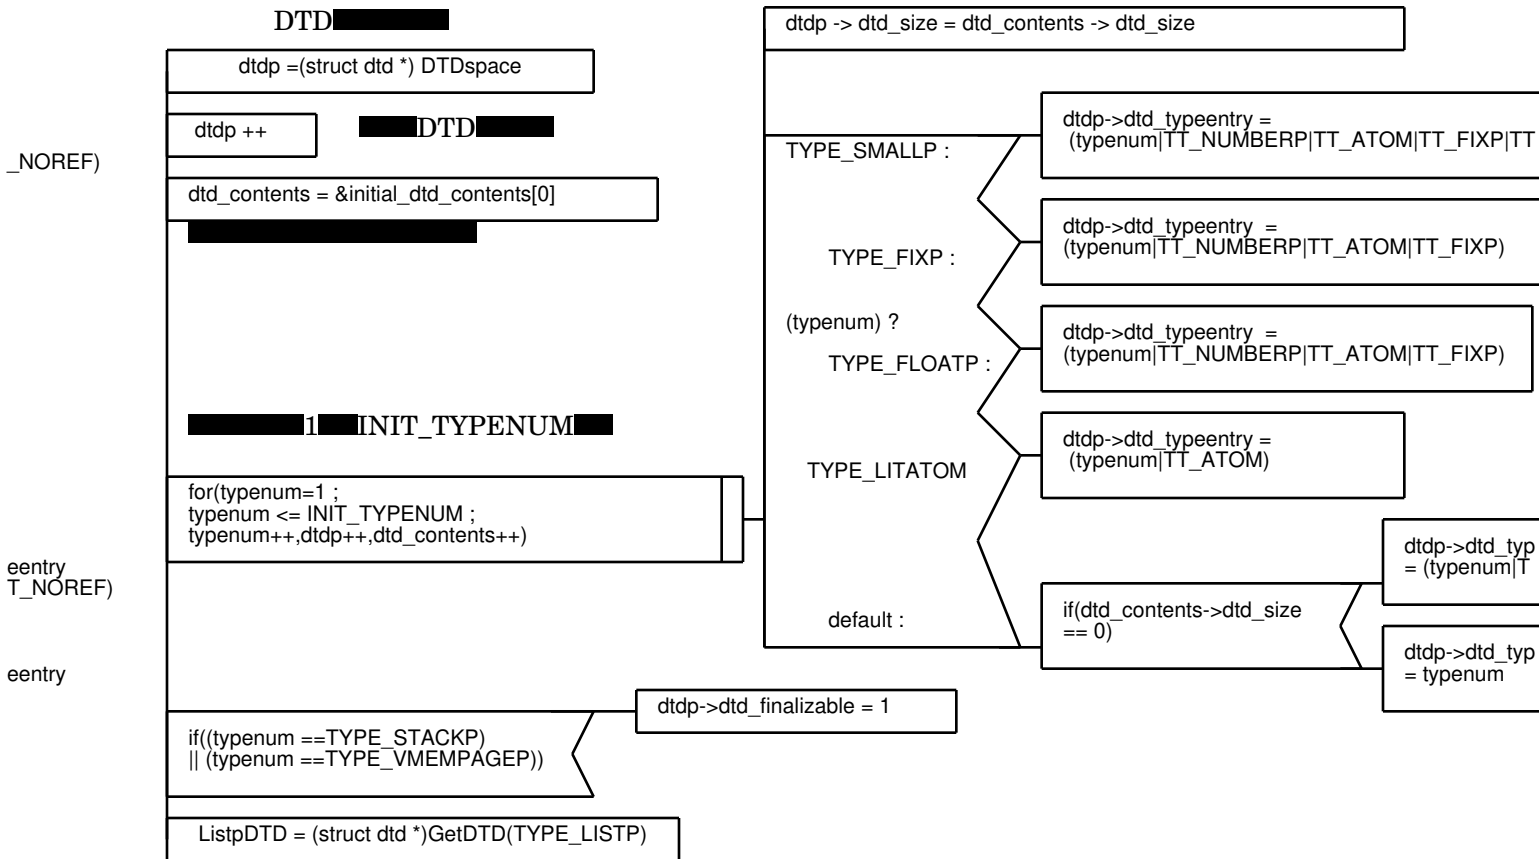 DTD
dtdp =(struct dtd *) DTDspace
dtdp ++
DTD
_NOREF)
dtd_contents = &initial_dtd_contents[0]
1
INIT_TYPENUM
for(typenum=1 ;
typenum <= INIT_TYPENUM ;
typenum++,dtdp++,dtd_contents++)
eentry
T_NOREF)
eentry
if((typenum ==TYPE_STACKP)
|| (typenum ==TYPE_VMEMPAGEP))
dtdp->dtd_finalizable = 1
ListpDTD = (struct dtd *)GetDTD(TYPE_LISTP)
dtdp -> dtd_size = dtd_contents -> dtd_size
(typenum) ?
TYPE_SMALLP :
dtdp->dtd_typeentry =
(typenum|TT_NUMBERP|TT_ATOM|TT_FIXP|TT
TYPE_FIXP :
dtdp->dtd_typeentry =
(typenum|TT_NUMBERP|TT_ATOM|TT_FIXP)
TYPE_FLOATP :
dtdp->dtd_typeentry =
(typenum|TT_NUMBERP|TT_ATOM|TT_FIXP)
TYPE_LITATOM
dtdp->dtd_typeentry =
(typenum|TT_ATOM)
default :
if(dtd_contents->dtd_size
== 0)
dtdp->dtd_typ
= (typenum|T
dtdp->dtd_typ
= typenum